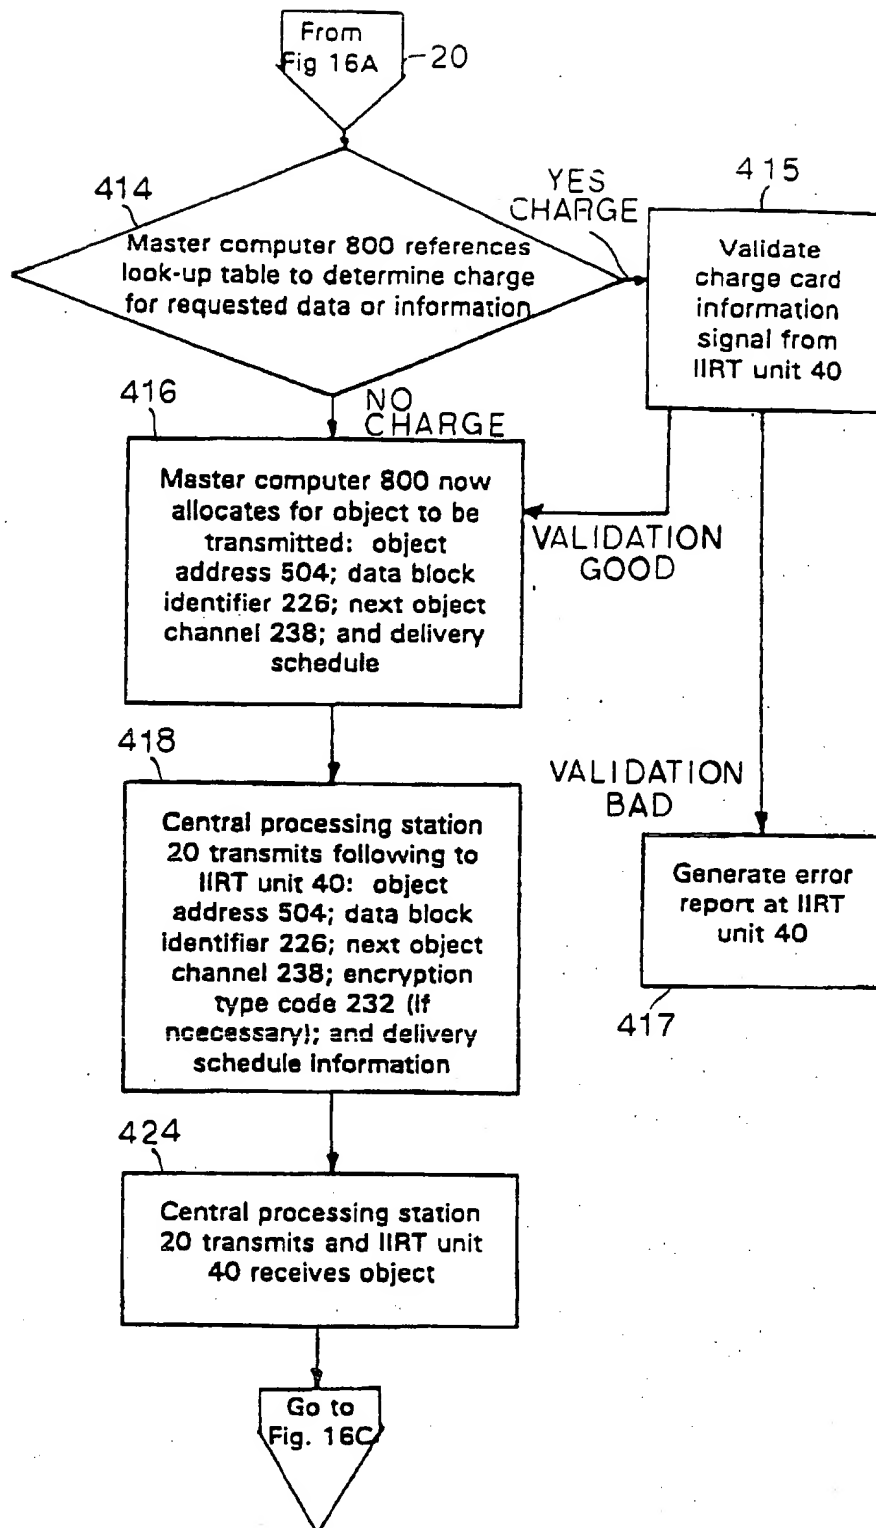 From
Fig 16A
20
414
Master computer 800 references
look-up table to determine charge
for requested data or information
YES
CHARGE
415
Validate
charge card
information
signal from
IIRT unit 40
416
NO
CHARGE
Master computer 800 now
allocates for object to be
transmitted: object
address 504; data block
identifier 226; next object
channel 238; and delivery
schedule
VALIDATION
GOOD
418
Central processing station
20 transmits following to
IIRT unit 40: object
address 504; data block
identifier 226; next object
channel 238; encryption
type code 232 (if
ncecessary); and delivery
schedule information
VALIDATION
BAD
Generate error
report at IIRT
unit 40
417
424
Central processing station
20 transmits and IIRT unit
40 receives object
Go to
Fig. 16C